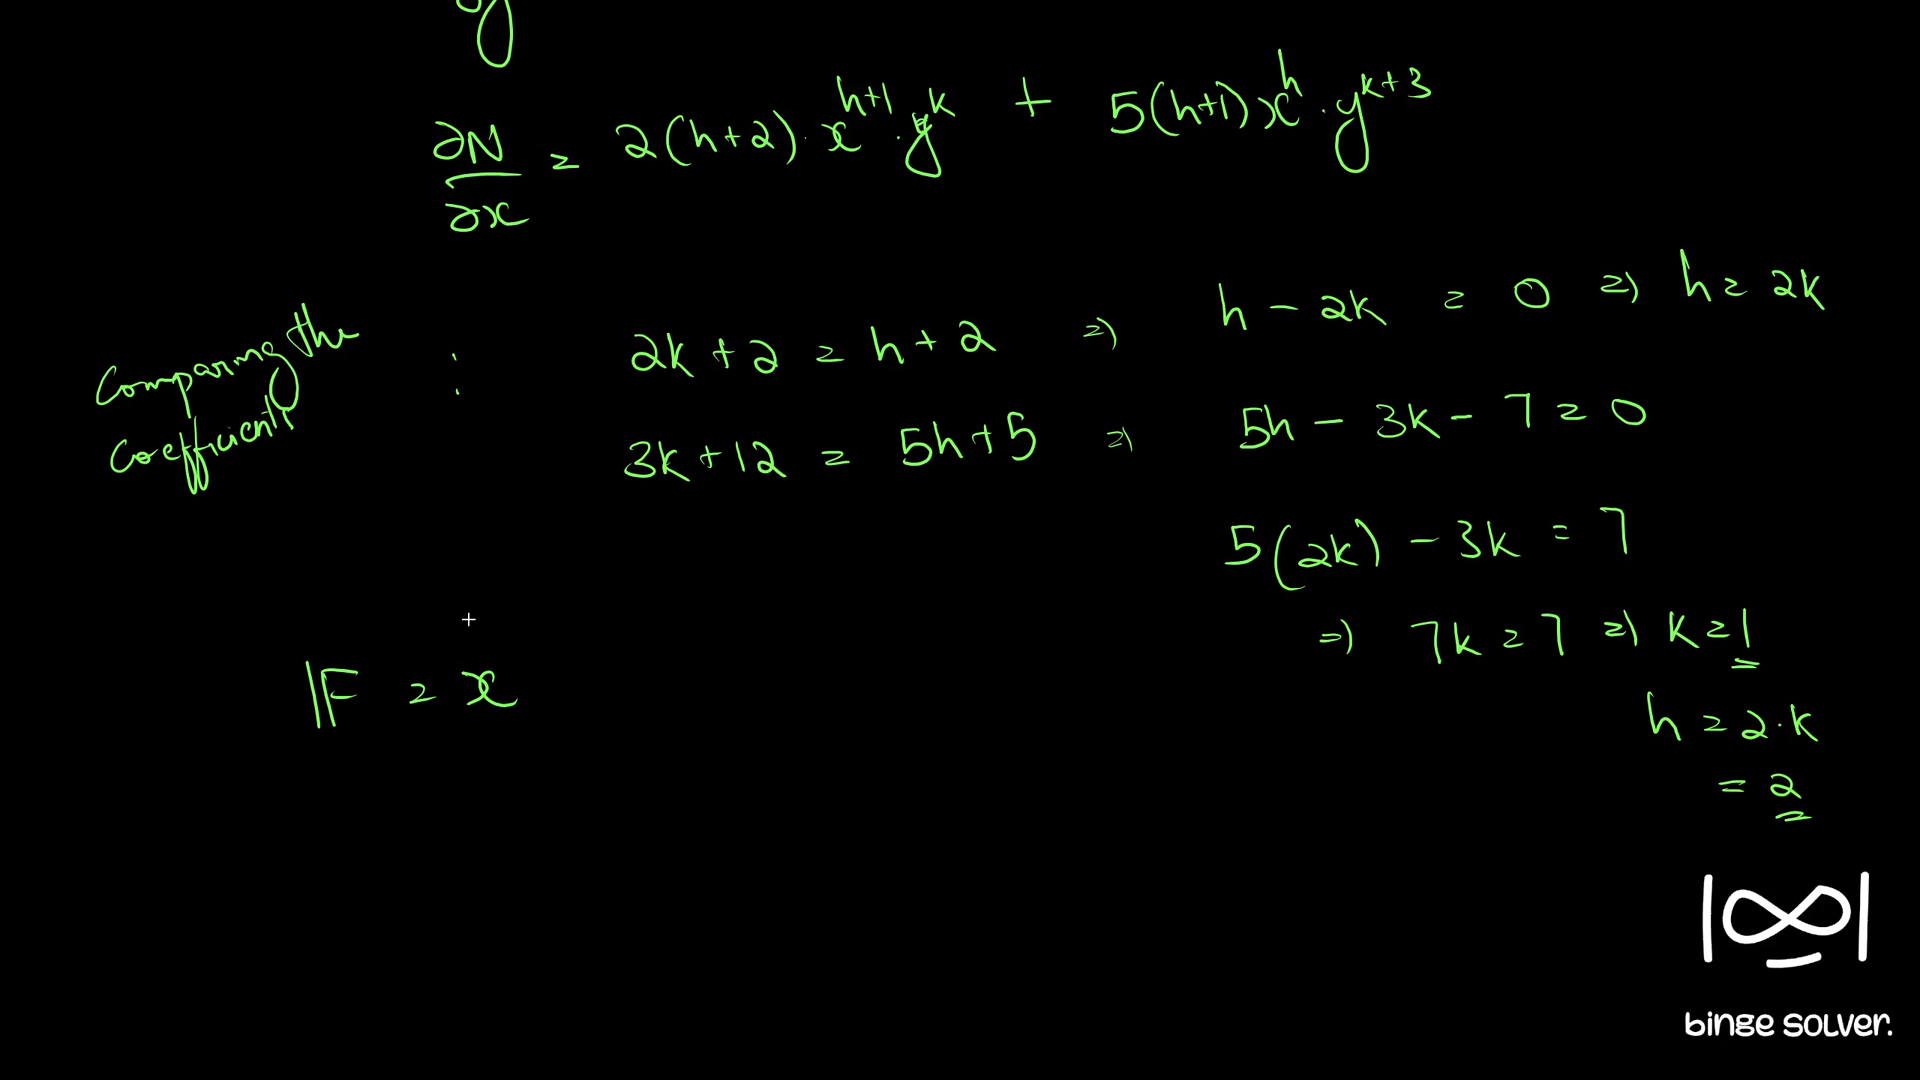 y
∂N/∂x = 2(h+2)·x^{h+1}·y^k + 5(h+1)x^h·y^{k+3}
Comparing the coefficients : 2k+2 = h+2 ⇒ h - 2k = 0 ⇒ h = 2k
3k+12 = 5h+5 ⇒ 5h - 3k - 7 = 0
5(2k) - 3k = 7
⇒ 7k = 7 ⇒ k = 1
IF = x
h = 2·k
= 2
binge solver.